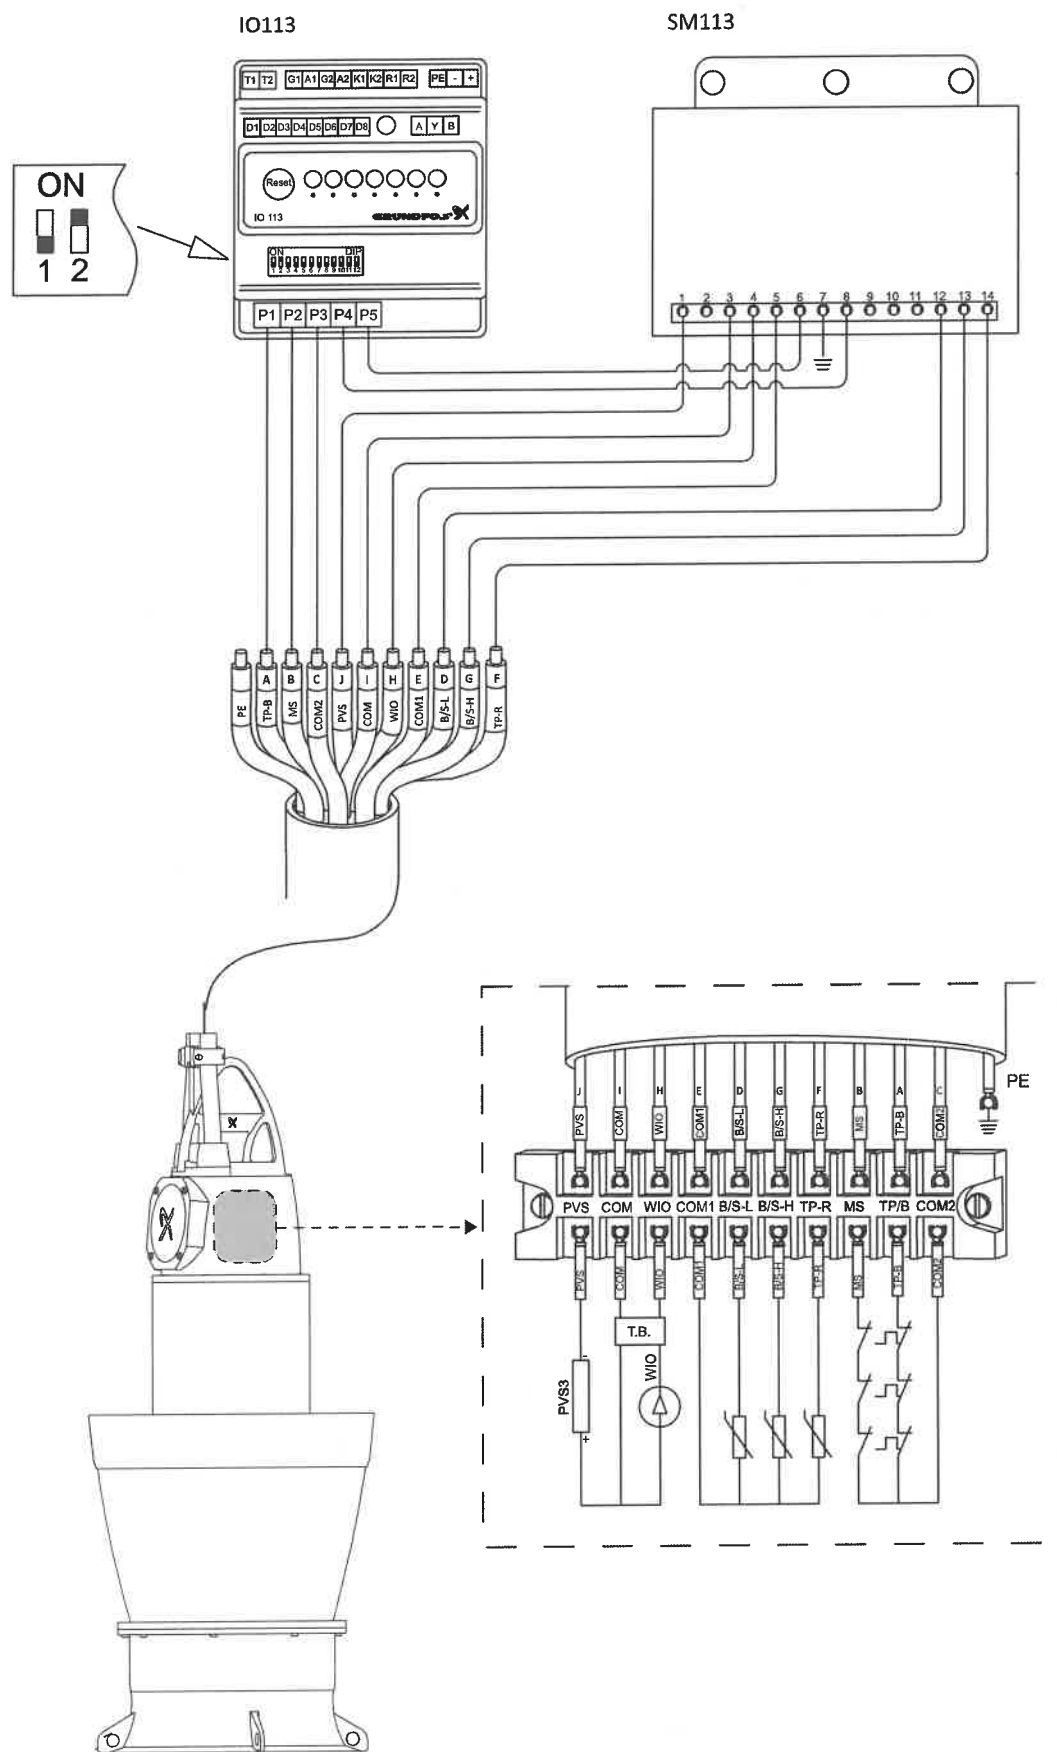 IO113 SM113
T1 T2 G1 A1 G2 A2 K1 K2 R1 R2 PE - +
D1 D2 D3 D4 D5 D6 D7 D8 A Y B
Reset
IO 113 GRUNDFOS
ON
1 2
ON DIP
1 2 3 4 5 6 7 8 9 10 11 12
P1 P2 P3 P4 P5
1 2 3 4 5 6 7 8 9 10 11 12 13 14
A B C J I H E D G F
PE TP-B MS COM2 PVS COM WIO COM1 B/S-L B/S-H TP-R
J I H E D G F B A C
PE
PVS COM WIO COM1 B/S-L B/S-H TP-R MS TP-B COM2
PVS COM WIO COM1 B/S-L B/S-H TP-R MS TP/B COM2
PVS COM WIO COM1 B/S-L B/S-H TP-R MS TP-B COM2
T.B.
WIO
-
PVS3
+